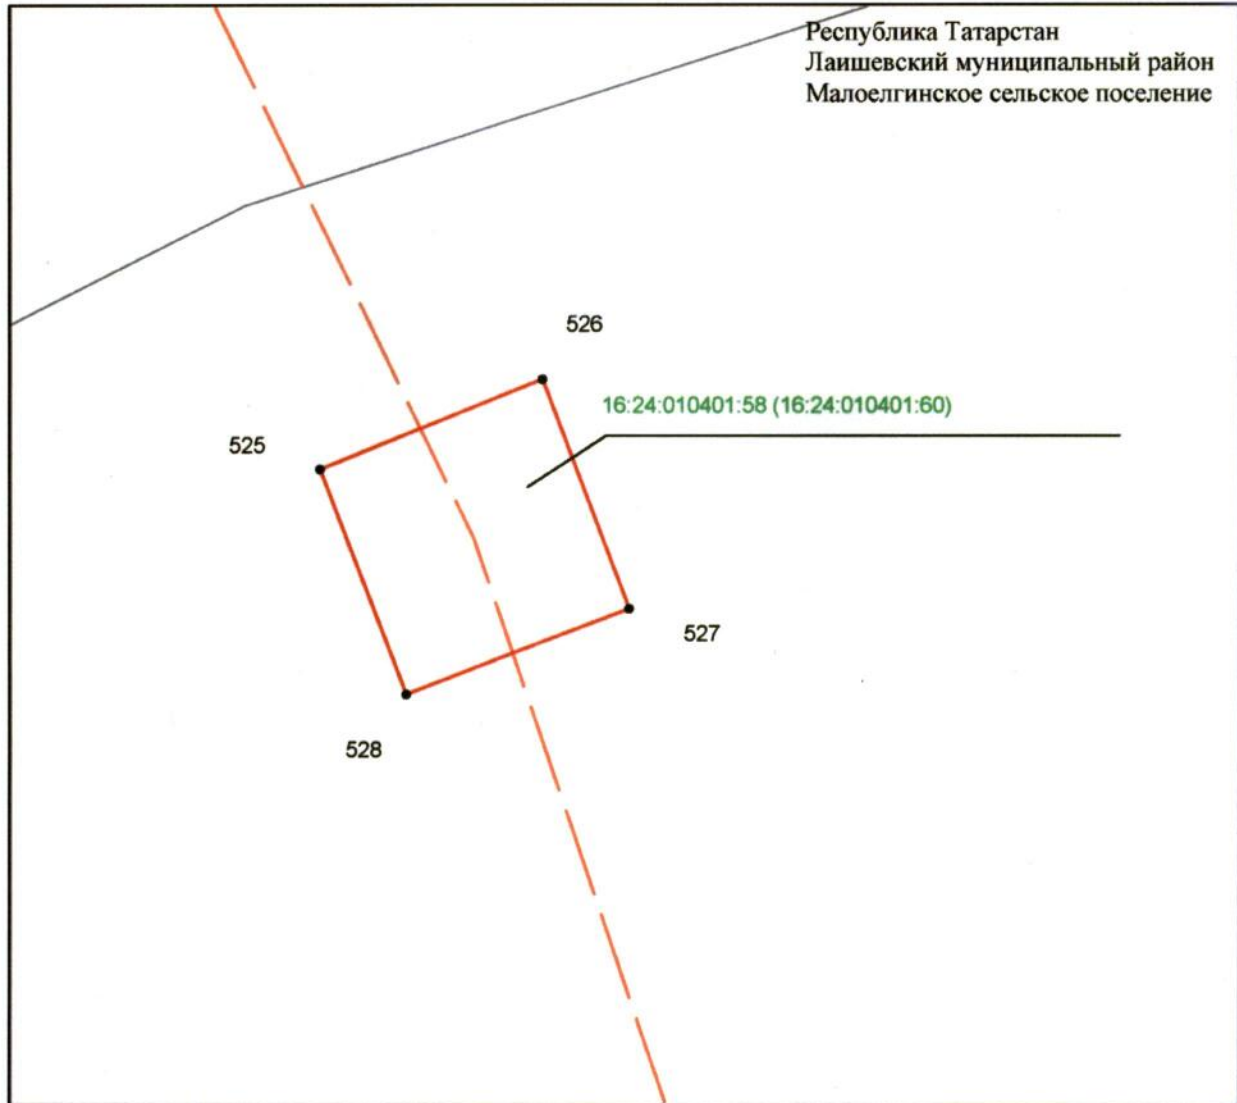 Республика Татарстан
Лаишевский муниципальный район
Малоелгинское сельское поселение
526
16:24:010401:58 (16:24:010401:60)
525
527
528